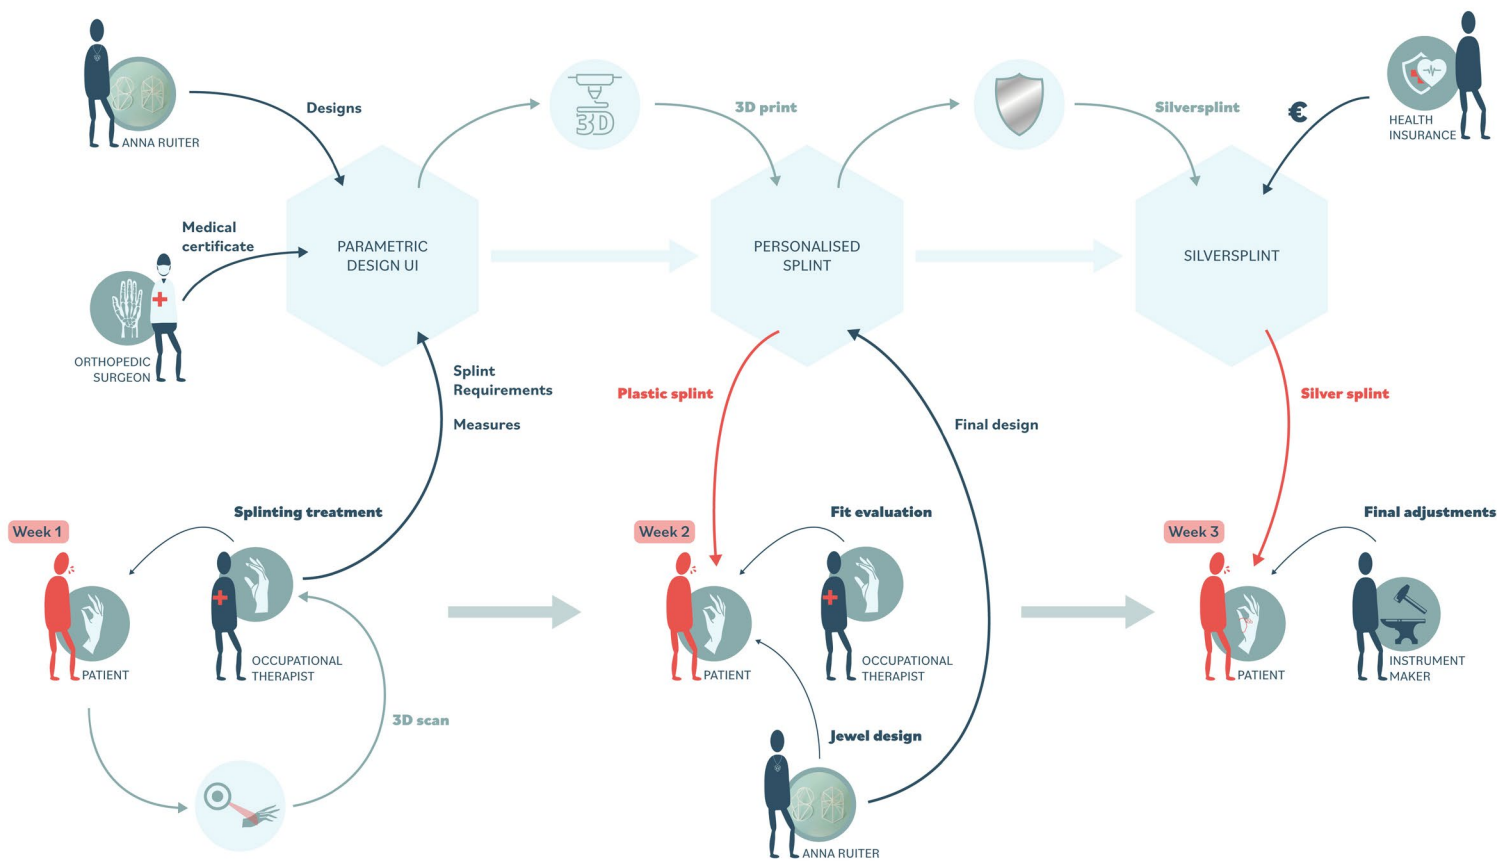 ANNA RUITER
Designs
Medical
certificate
ORTHOPEDIC
SURGEON
PARAMETRIC
DESIGN UI
3D
3D print
PERSONALISED
SPLINT
Silversplint
SILVERSPLINT
€
HEALTH
INSURANCE
Splint
Requirements
Measures
Plastic splint
Final design
Silver splint
Week 1
Splinting treatment
PATIENT
OCCUPATIONAL
THERAPIST
3D scan
Week 2
Fit evaluation
PATIENT
OCCUPATIONAL
THERAPIST
Jewel design
ANNA RUITER
Week 3
Final adjustments
PATIENT
INSTRUMENT
MAKER